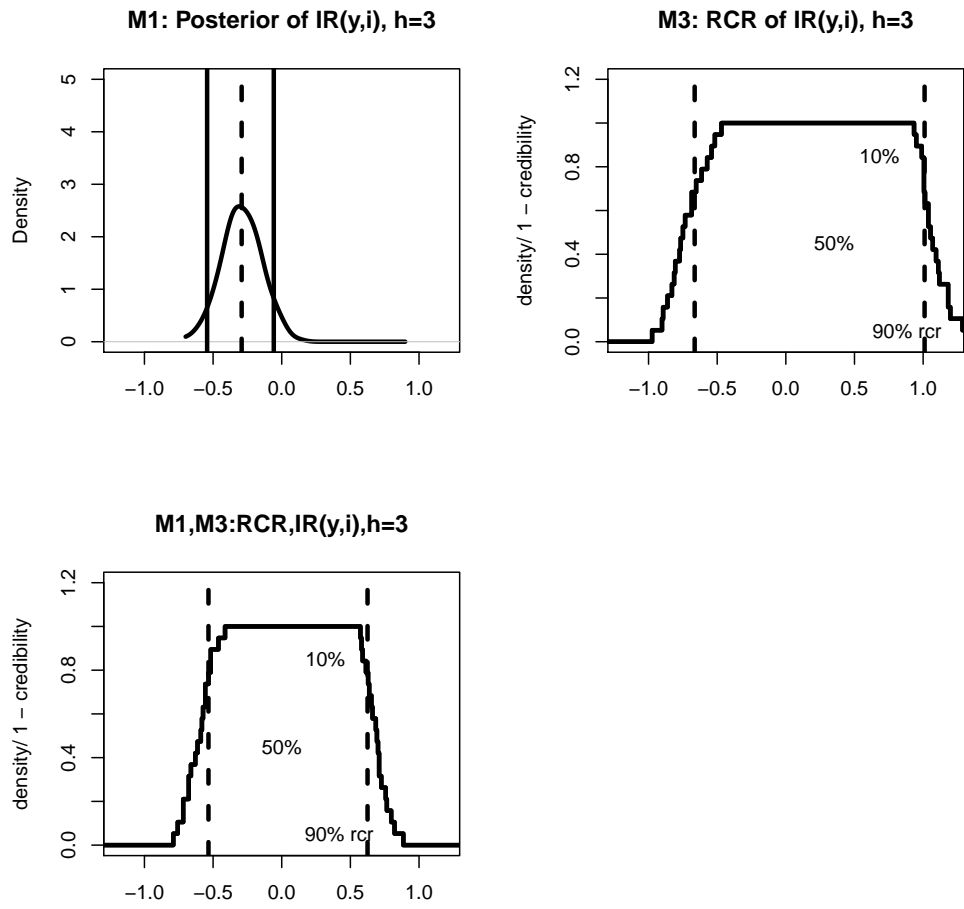 M1: Posterior of IR(y,i), h=3
Density
5
4
3
2
1
0
−1.0 −0.5 0.0 0.5 1.0
M3: RCR of IR(y,i), h=3
density/ 1 − credibility
1.2
0.8
0.4
0.0
10%
50%
90% rcr
−1.0 −0.5 0.0 0.5 1.0
M1,M3:RCR,IR(y,i),h=3
density/ 1 − credibility
1.2
0.8
0.4
0.0
10%
50%
90% rcr
−1.0 −0.5 0.0 0.5 1.0